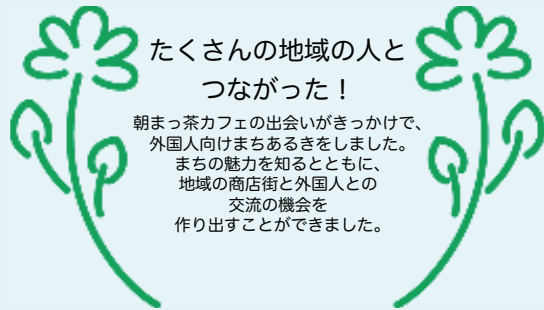 たくさんの地域の人と
つながった！
朝まっ茶カフェの出会いがきっかけで、
外国人向けまちあるきをしました。
まちの魅力を知るとともに、
地域の商店街と外国人との
交流の機会を
作り出すことができました。